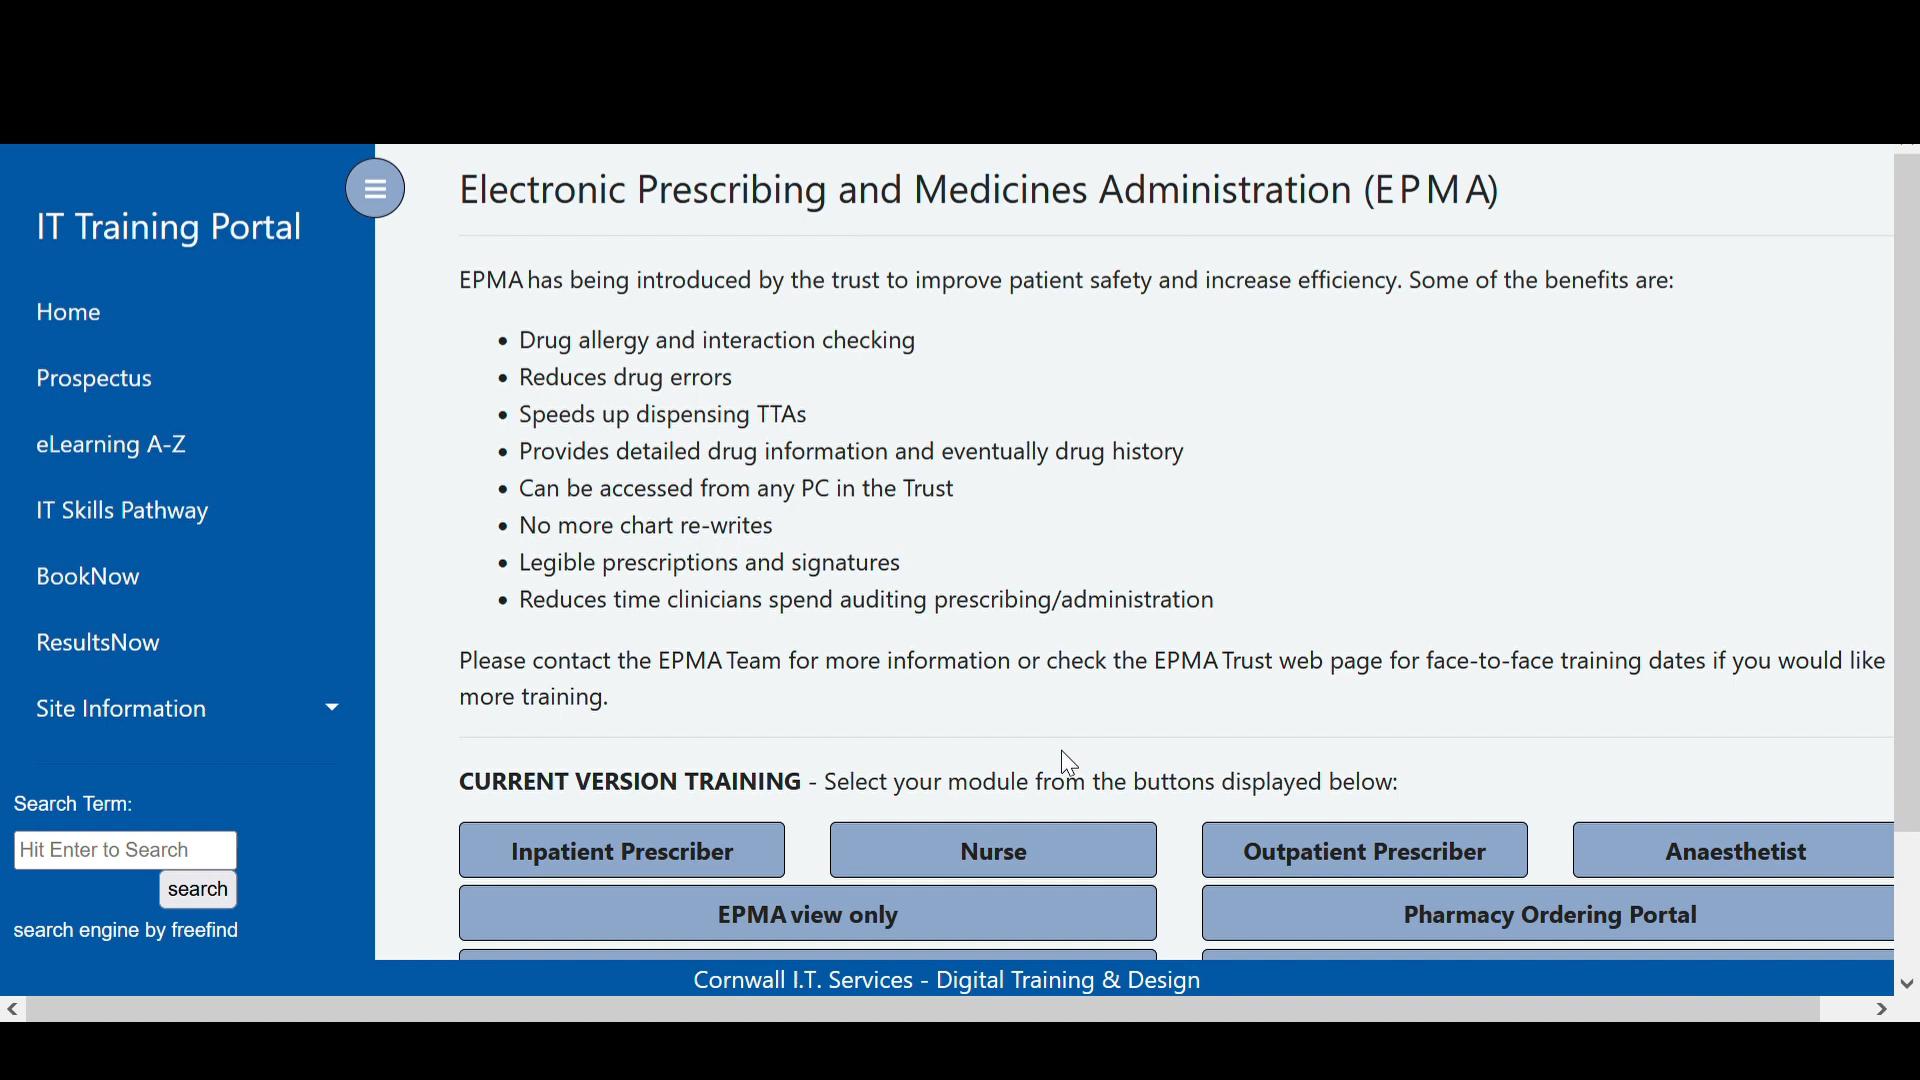 IT Training Portal
Home
Prospectus
eLearning A-Z
IT Skills Pathway
BookNow
ResultsNow
Site Information
Search Term:
Hit Enter to Search
search
search engine by freefind
Electronic Prescribing and Medicines Administration (EPMA)
EPMA has being introduced by the trust to improve patient safety and increase efficiency. Some of the benefits are:
• Drug allergy and interaction checking
• Reduces drug errors
• Speeds up dispensing TTAs
• Provides detailed drug information and eventually drug history
• Can be accessed from any PC in the Trust
• No more chart re-writes
• Legible prescriptions and signatures
• Reduces time clinicians spend auditing prescribing/administration
Please contact the EPMA Team for more information or check the EPMA Trust web page for face-to-face training dates if you would like
more training.
CURRENT VERSION TRAINING - Select your module from the buttons displayed below:
Inpatient Prescriber
Nurse
Outpatient Prescriber
Anaesthetist
EPMA view only
Pharmacy Ordering Portal
Cornwall I.T. Services - Digital Training & Design